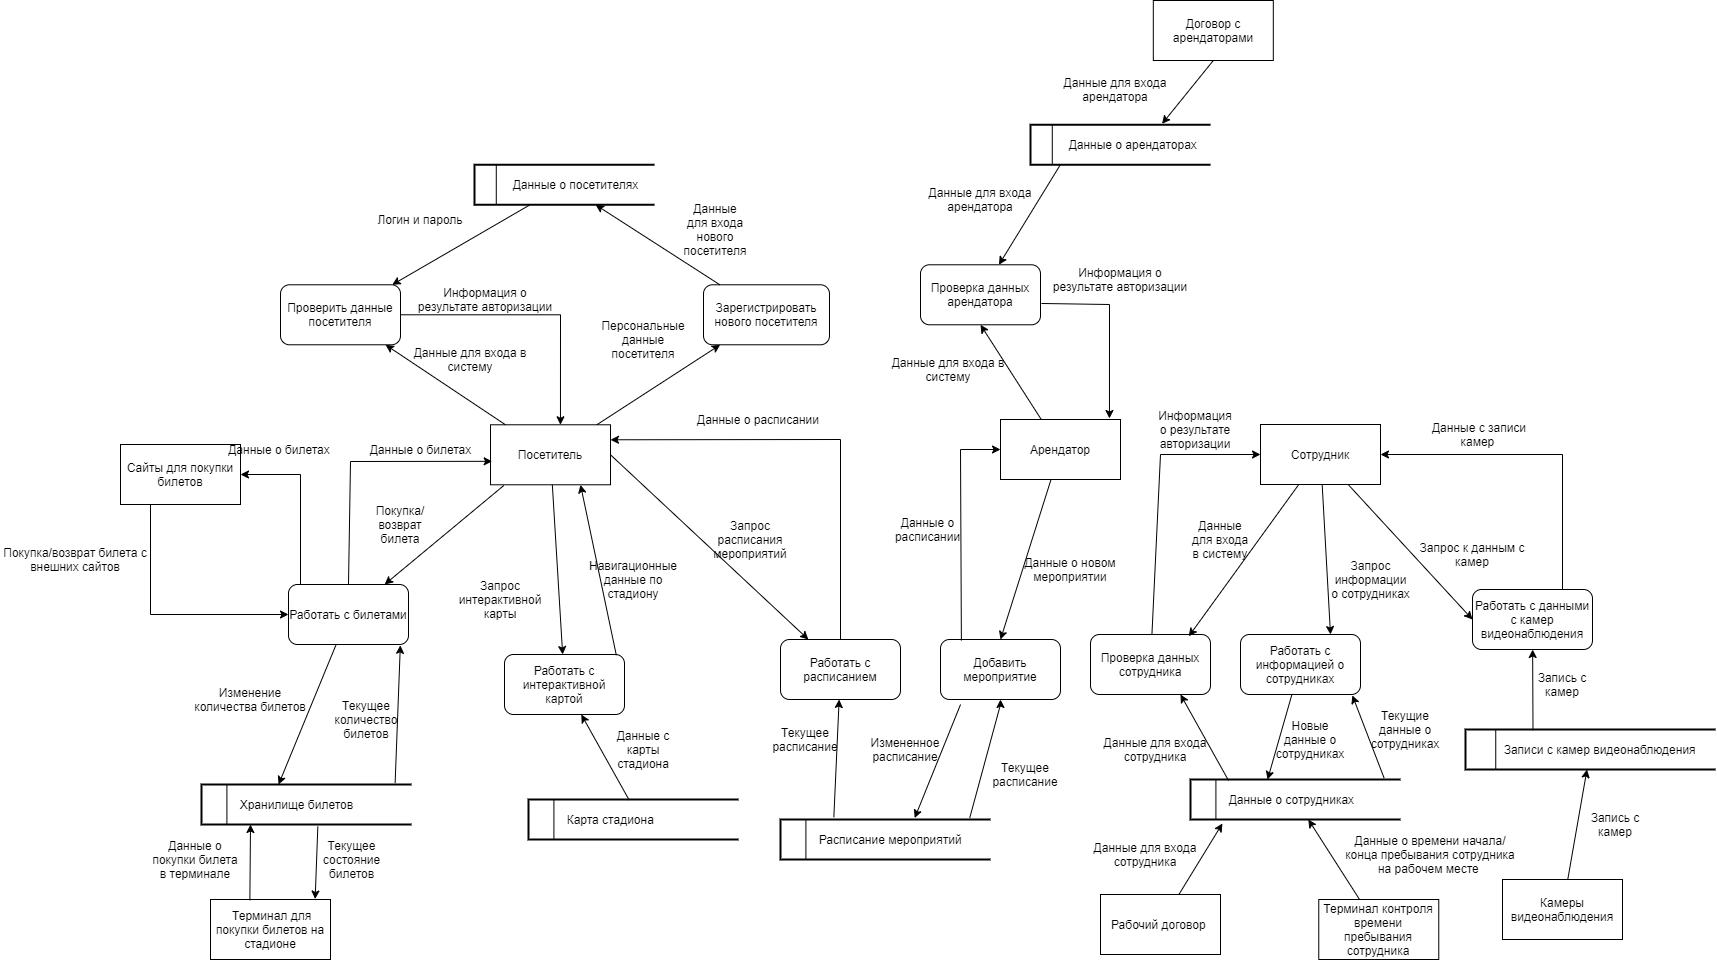 Договор с
арендаторами
Данные для входа
арендатора
Данные о арендаторах
Данные о посетителях
Данные для входа
арендатора
Логин и пароль
Данные
для входа
нового
посетителя
Проверка данных
арендатора
Информация о
результате авторизации
Проверить данные
посетителя
Информация о
результате авторизации
Зарегистрировать
нового посетителя
Персональные
данные
посетителя
Данные для входа в
систему
Данные для входа в
систему
Данные о расписании
Информация
о результате
авторизации
Данные с записи
камер
Сайты для покупки
билетов
Данные о билетах
Данные о билетах
Посетитель
Арендатор
Сотрудник
Покупка/
возврат
билета
Запрос
расписания
мероприятий
Данные о
расписании
Данные
для входа
в систему
Покупка/возврат билета с
внешних сайтов
Запрос
интерактивной
карты
Навигационные
данные по
стадиону
Данные о новом
мероприятии
Запрос
информации
о сотрудниках
Запрос к данным с
камер
Работать с билетами
Работать с
интерактивной
картой
Работать с
расписанием
Добавить
мероприятие
Проверка данных
сотрудника
Работать с
информацией о
сотрудниках
Работать с данными
с камер
видеонаблюдения
Изменение
количества билетов
Текущее
количество
билетов
Данные с
карты
стадиона
Текущее
расписание
Измененное
расписание
Текущее
расписание
Данные для входа
сотрудника
Новые
данные о
сотрудниках
Текущие
данные о
сотрудниках
Запись с
камер
Записи с камер видеонаблюдения
Хранилище билетов
Карта стадиона
Расписание мероприятий
Данные о сотрудниках
Данные о
покупки билета
в терминале
Текущее
состояние
билетов
Данные для входа
сотрудника
Данные о времени начала/
конца пребывания сотрудника
на рабочем месте
Запись с
камер
Терминал для
покупки билетов на
стадионе
Рабочий договор
Терминал контроля
времени
пребывания
сотрудника
Камеры
видеонаблюдения